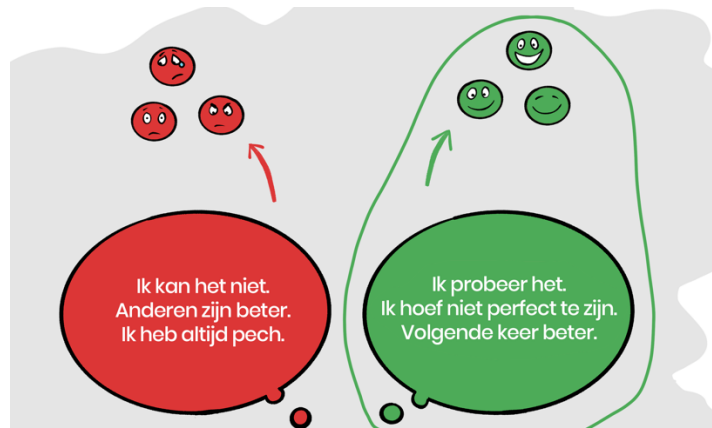 Ik kan het niet.
Anderen zijn beter.
Ik heb altijd pech.
Ik probeer het.
Ik hoef niet perfect te zijn.
Volgende keer beter.